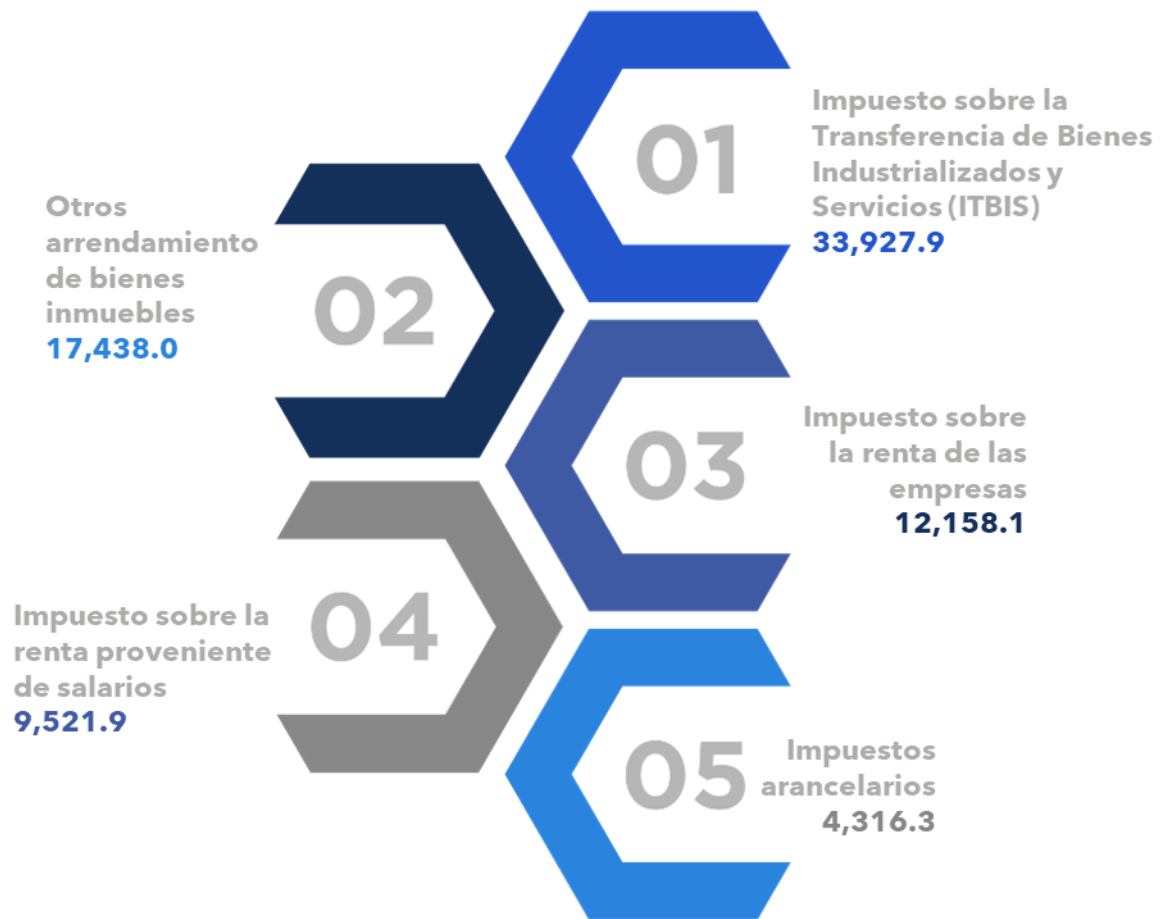 01
Impuesto sobre la
Transferencia de Bienes
Industrializados y
Servicios (ITBIS)
33,927.9
02
Otros
arrendamiento
de bienes
inmuebles
17,438.0
03
Impuesto sobre
la renta de las
empresas
12,158.1
04
Impuesto sobre la
renta proveniente
de salarios
9,521.9
05
Impuestos
arancelarios
4,316.3